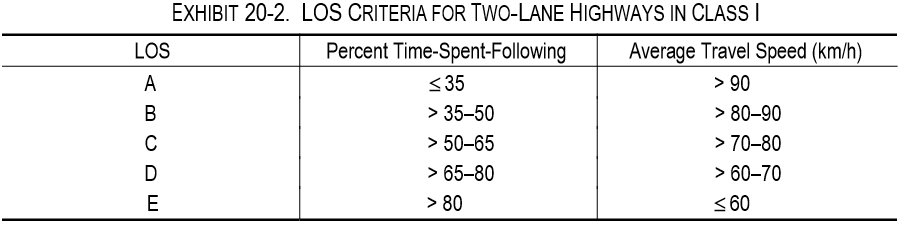 EXHIBIT 20-2. LOS CRITERIA FOR TWO-LANE HIGHWAYS IN CLASS I
LOS Percent Time-Spent-Following Average Travel Speed (km/h)
A ≤ 35 > 90
B > 35–50 > 80–90
C > 50–65 > 70–80
D > 65–80 > 60–70
E > 80 ≤ 60